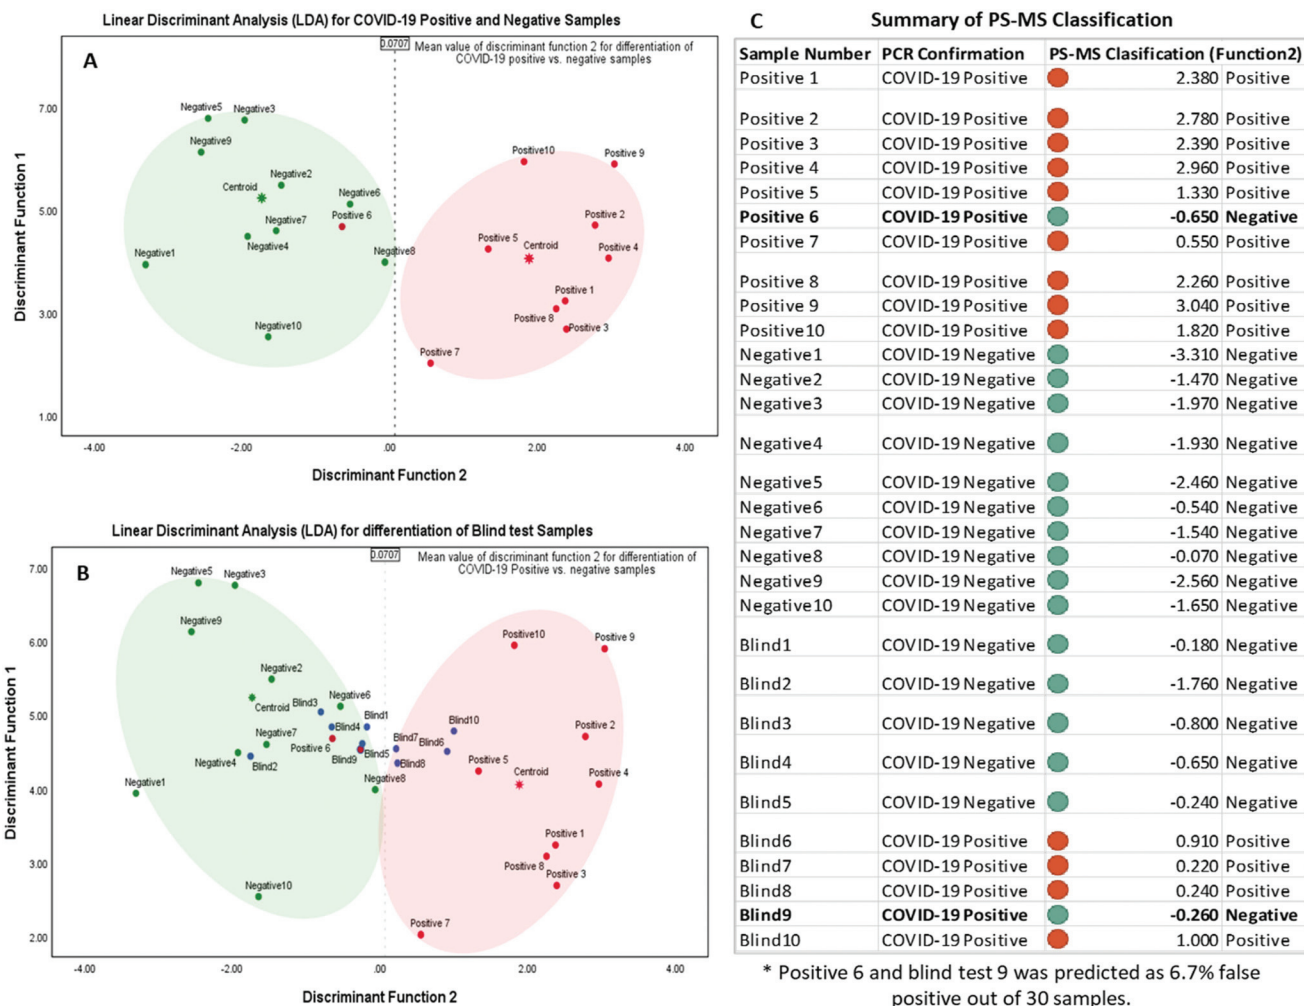 Linear Discriminant Analysis (LDA) for COVID-19 Positive and Negative Samples
A
0.0707
Mean value of discriminant function 2 for differentiation of
COVID-19 positive vs. negative samples
Discriminant Function 1
7.00
5.00
3.00
1.00
Negative5
Negative3
Negative9
Negative2
Centroid
Negative6
Positive 6
Negative7
Negative4
Negative1
Negative8
Negative10
Positive10
Positive 9
Positive 2
Positive 5
Centroid
Positive 4
Positive 1
Positive 8
Positive 3
Positive 7
-4.00
-2.00
.00
2.00
4.00
Discriminant Function 2
Linear Discriminant Analysis (LDA) for differentiation of Blind test Samples
B
0.0707
Mean value of discriminant function 2 for differentiation of
COVID-19 Positive vs. negative samples
Discriminant Function 1
7.00
6.00
5.00
4.00
3.00
2.00
Negative5
Negative3
Negative9
Negative2
Centroid
Blind3
Negative6
Blind1
Blind4
Negative7
Positive 6
Negative4
Blind2
Blind9
Blind5
Negative1
Negative8
Negative10
Blind7
Blind8
Blind6
Blind10
Positive10
Positive 9
Positive 2
Positive 5
Centroid
Positive 4
Positive 1
Positive 8
Positive 3
Positive 7
-4.00
-2.00
.00
2.00
4.00
Discriminant Function 2
C
Summary of PS-MS Classification
Sample Number PCR Confirmation PS-MS Clasification (Function2)
Positive 1 COVID-19 Positive 2.380 Positive
Positive 2 COVID-19 Positive 2.780 Positive
Positive 3 COVID-19 Positive 2.390 Positive
Positive 4 COVID-19 Positive 2.960 Positive
Positive 5 COVID-19 Positive 1.330 Positive
Positive 6 COVID-19 Positive -0.650 Negative
Positive 7 COVID-19 Positive 0.550 Positive
Positive 8 COVID-19 Positive 2.260 Positive
Positive 9 COVID-19 Positive 3.040 Positive
Positive10 COVID-19 Positive 1.820 Positive
Negative1 COVID-19 Negative -3.310 Negative
Negative2 COVID-19 Negative -1.470 Negative
Negative3 COVID-19 Negative -1.970 Negative
Negative4 COVID-19 Negative -1.930 Negative
Negative5 COVID-19 Negative -2.460 Negative
Negative6 COVID-19 Negative -0.540 Negative
Negative7 COVID-19 Negative -1.540 Negative
Negative8 COVID-19 Negative -0.070 Negative
Negative9 COVID-19 Negative -2.560 Negative
Negative10 COVID-19 Negative -1.650 Negative
Blind1 COVID-19 Negative -0.180 Negative
Blind2 COVID-19 Negative -1.760 Negative
Blind3 COVID-19 Negative -0.800 Negative
Blind4 COVID-19 Negative -0.650 Negative
Blind5 COVID-19 Negative -0.240 Negative
Blind6 COVID-19 Positive 0.910 Positive
Blind7 COVID-19 Positive 0.220 Positive
Blind8 COVID-19 Positive 0.240 Positive
Blind9 COVID-19 Positive -0.260 Negative
Blind10 COVID-19 Positive 1.000 Positive
* Positive 6 and blind test 9 was predicted as 6.7% false
positive out of 30 samples.